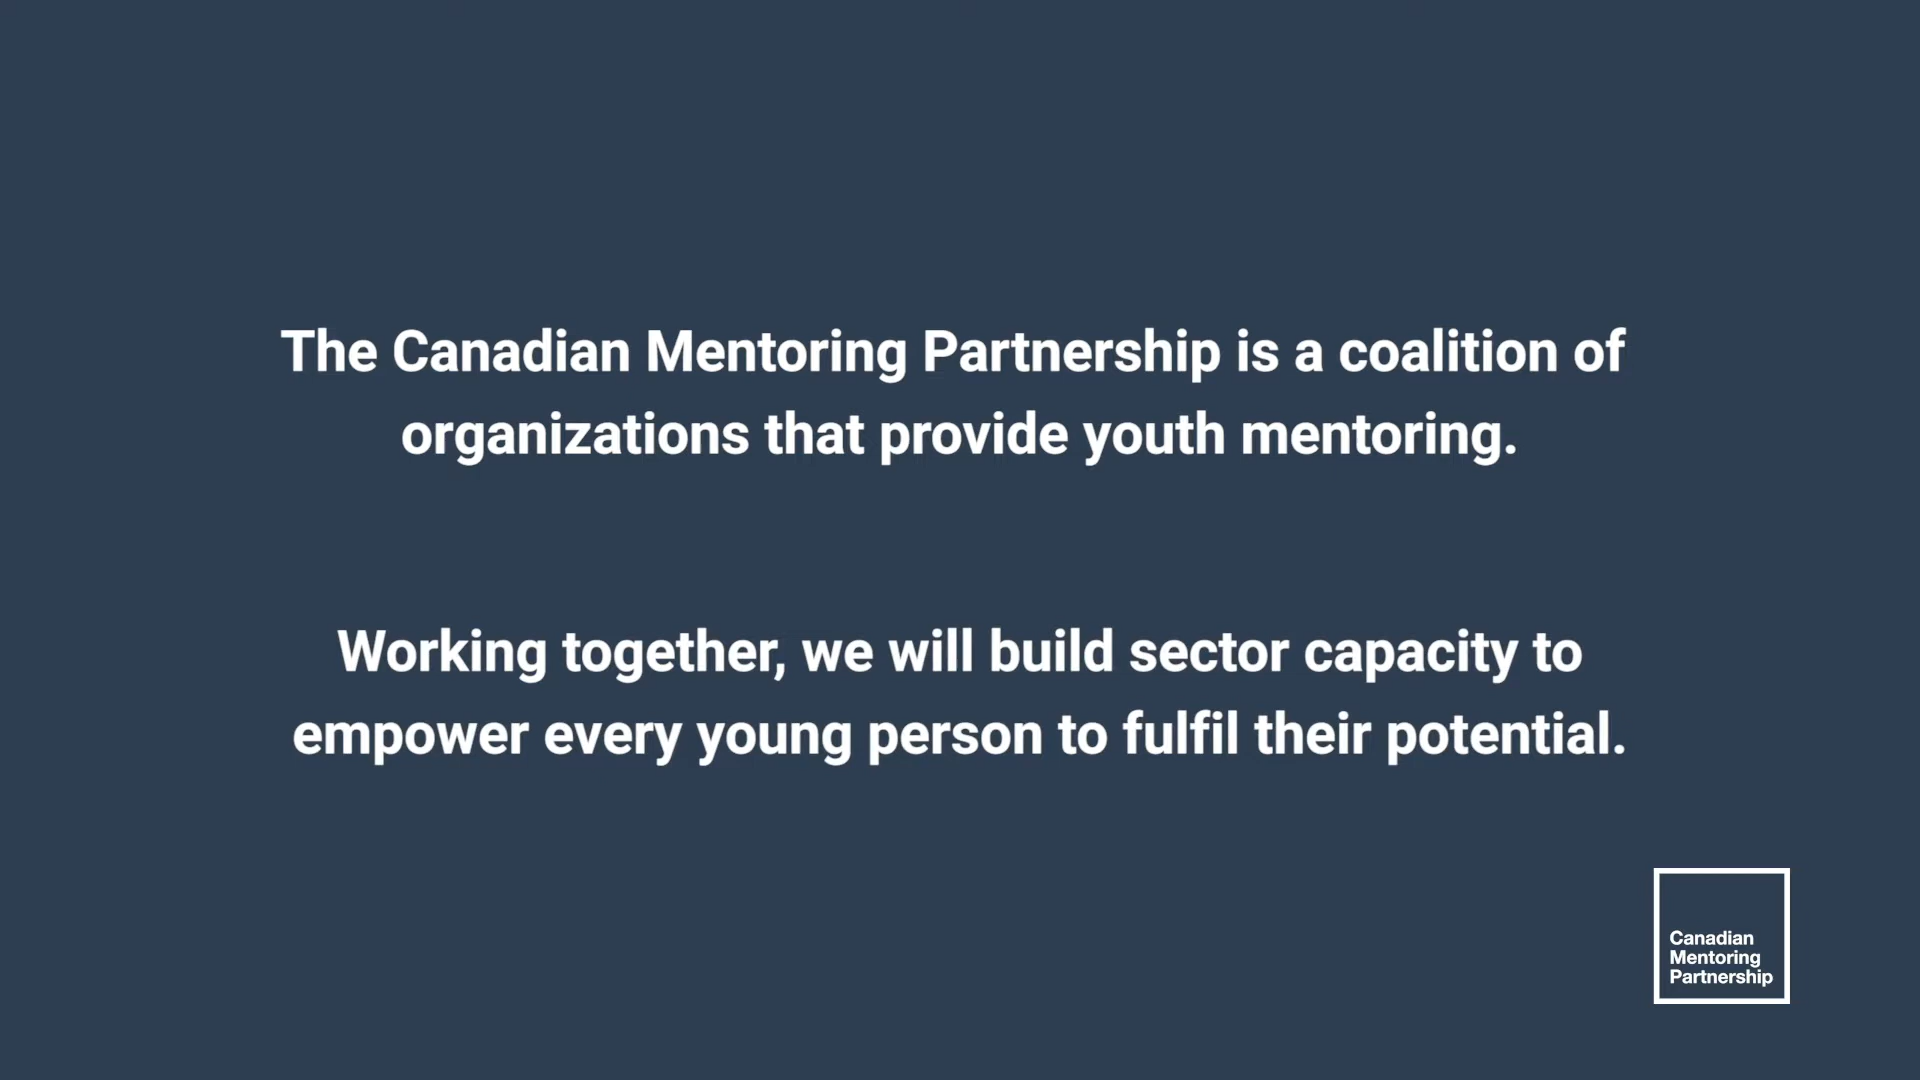 The Canadian Mentoring Partnership is a coalition of
organizations that provide youth mentoring.
Working together, we will build sector capacity to
empower every young person to fulfil their potential.
Canadian
Mentoring
Partnership